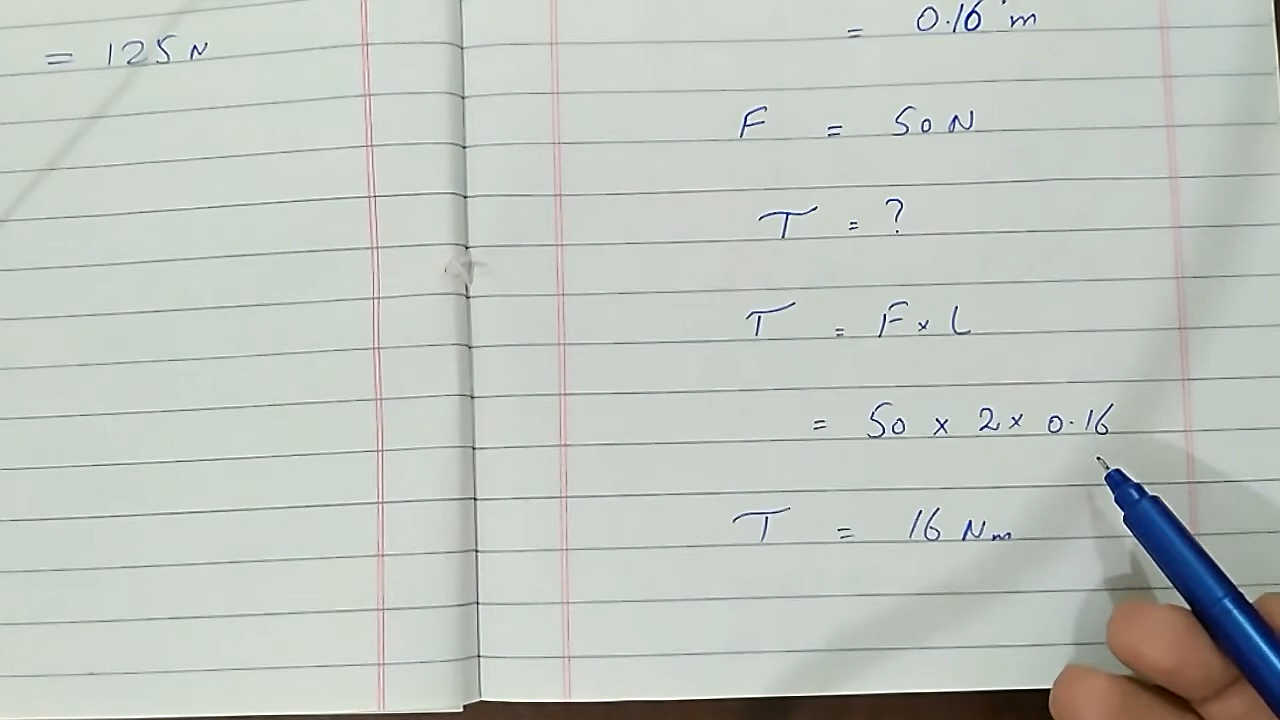 = 125 N
= 0.16 m
F = 50 N
T = ?
T = F × L
= 50 × 2 × 0.16
T = 16 Nm